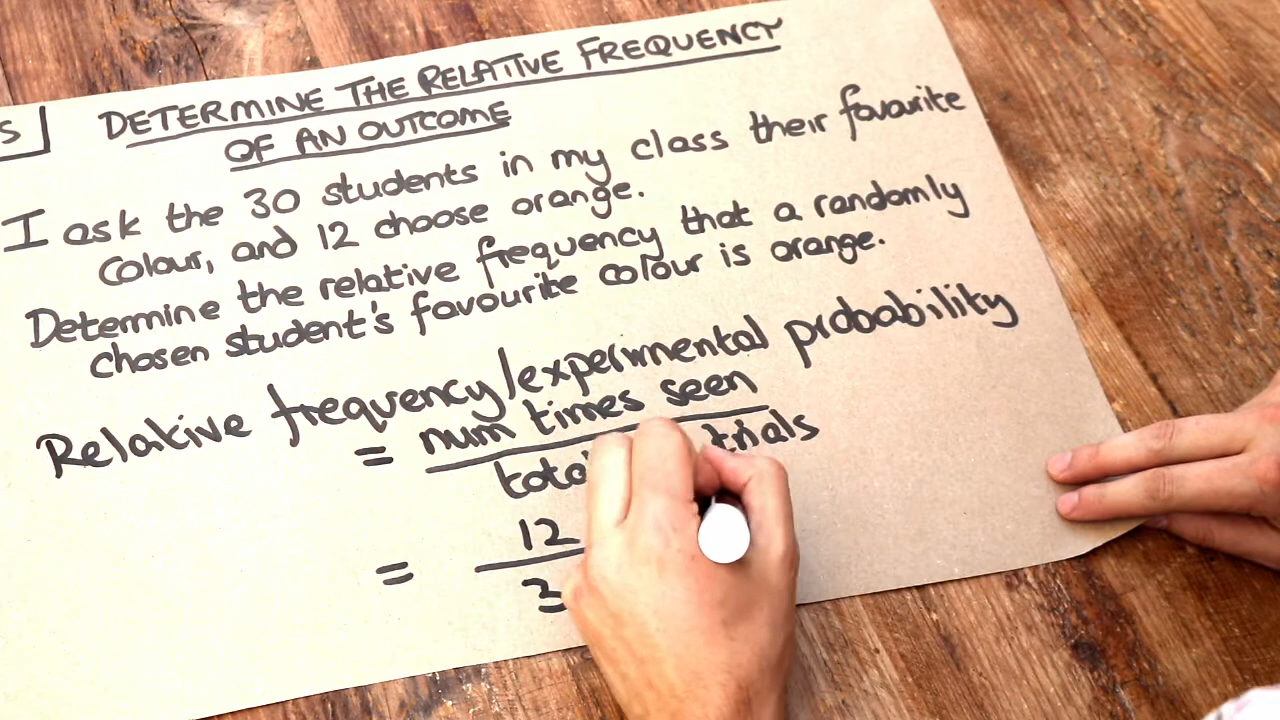 S
DETERMINE THE RELATIVE FREQUENCY
OF AN OUTCOME
I ask the 30 students in my class their favourite
colour, and 12 choose orange.
Determine the relative frequency that a randomly
chosen student's favourite colour is orange.
Relative frequency/experimental probability
= num times seen
trials
= 12
3